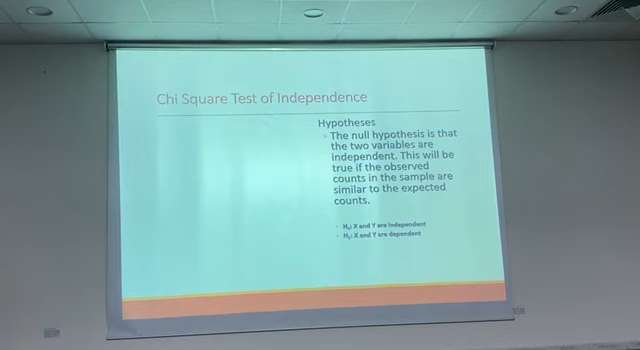 Chi Square Test of Independence
Hypotheses
The null hypothesis is that
the two variables are
independent. This will be
true if the observed
counts in the sample are
similar to the expected
counts.
H₀: X and Y are independent
H₁: X and Y are dependent